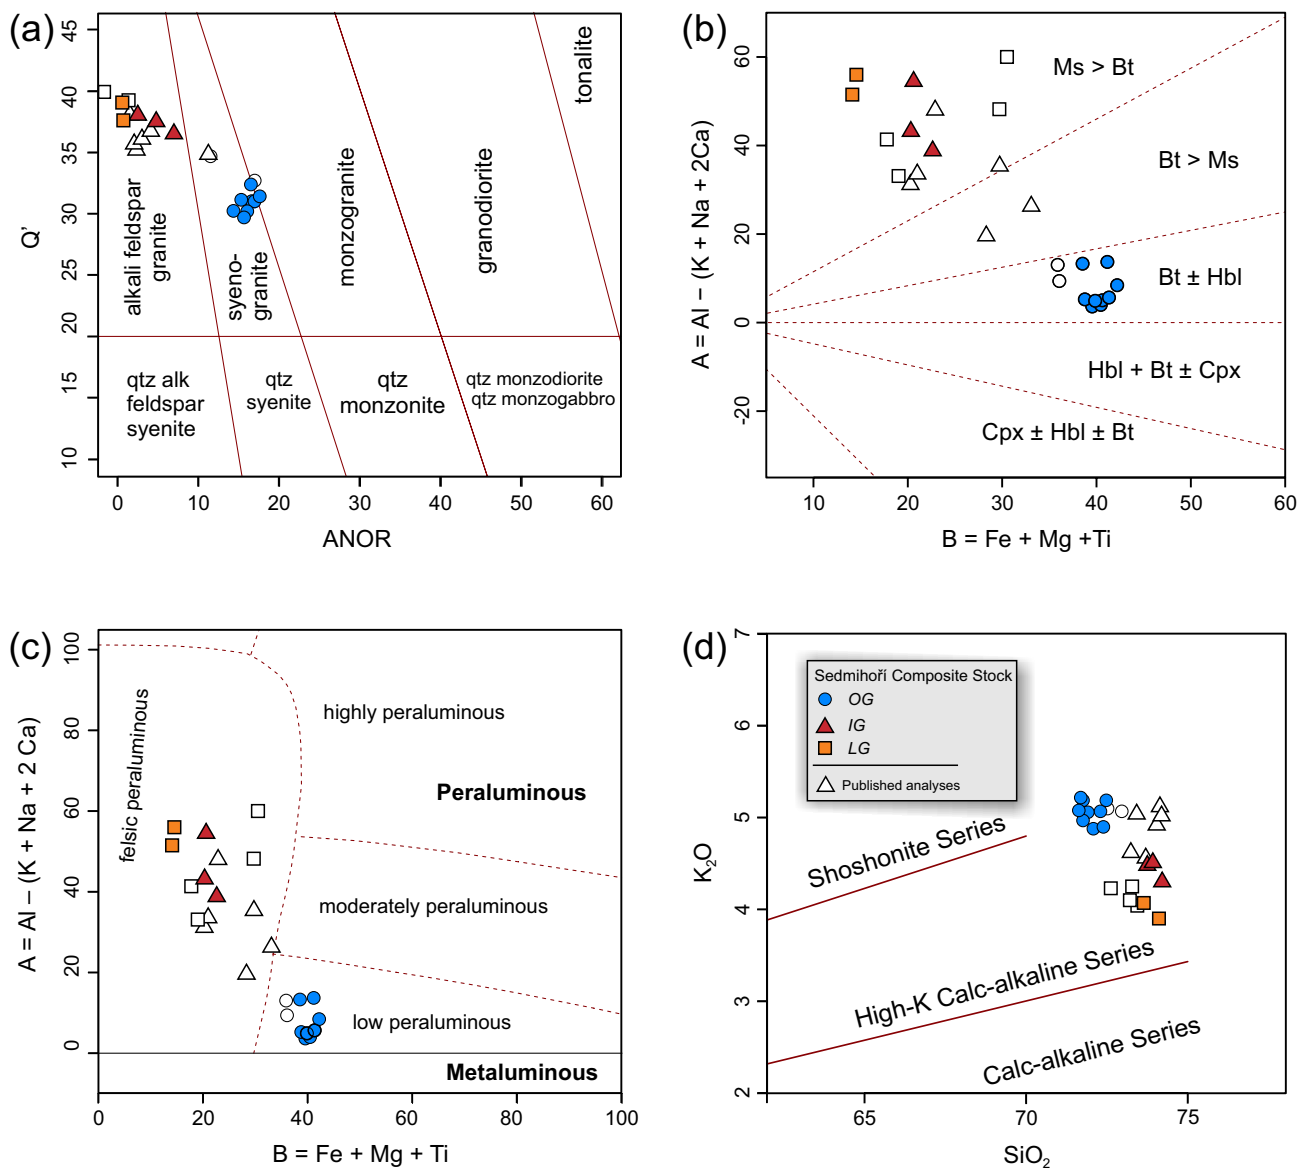 (a)
45
40
35
30
25
20
15
10
Q'
alkali feldspar
granite
syeno-
granite
monzogranite
granodiorite
tonalite
qtz alk
feldspar
syenite
qtz
syenite
qtz
monzonite
qtz monzodiorite
qtz monzogabbro
0 10 20 30 40 50 60
ANOR
(b)
60
40
20
0
-20
A = Al – (K + Na + 2Ca)
Ms > Bt
Bt > Ms
Bt ± Hbl
Hbl + Bt ± Cpx
Cpx ± Hbl ± Bt
10 20 30 40 50 60
B = Fe + Mg +Ti
(c)
100
80
60
40
20
0
A = Al – (K + Na + 2 Ca)
felsic peraluminous
highly peraluminous
Peraluminous
moderately peraluminous
low peraluminous
Metaluminous
0 20 40 60 80 100
B = Fe + Mg + Ti
(d)
7
6
5
4
3
2
K₂O
Sedmihoří Composite Stock
OG
IG
LG
Published analyses
Shoshonite Series
High-K Calc-alkaline Series
Calc-alkaline Series
65 70 75
SiO₂